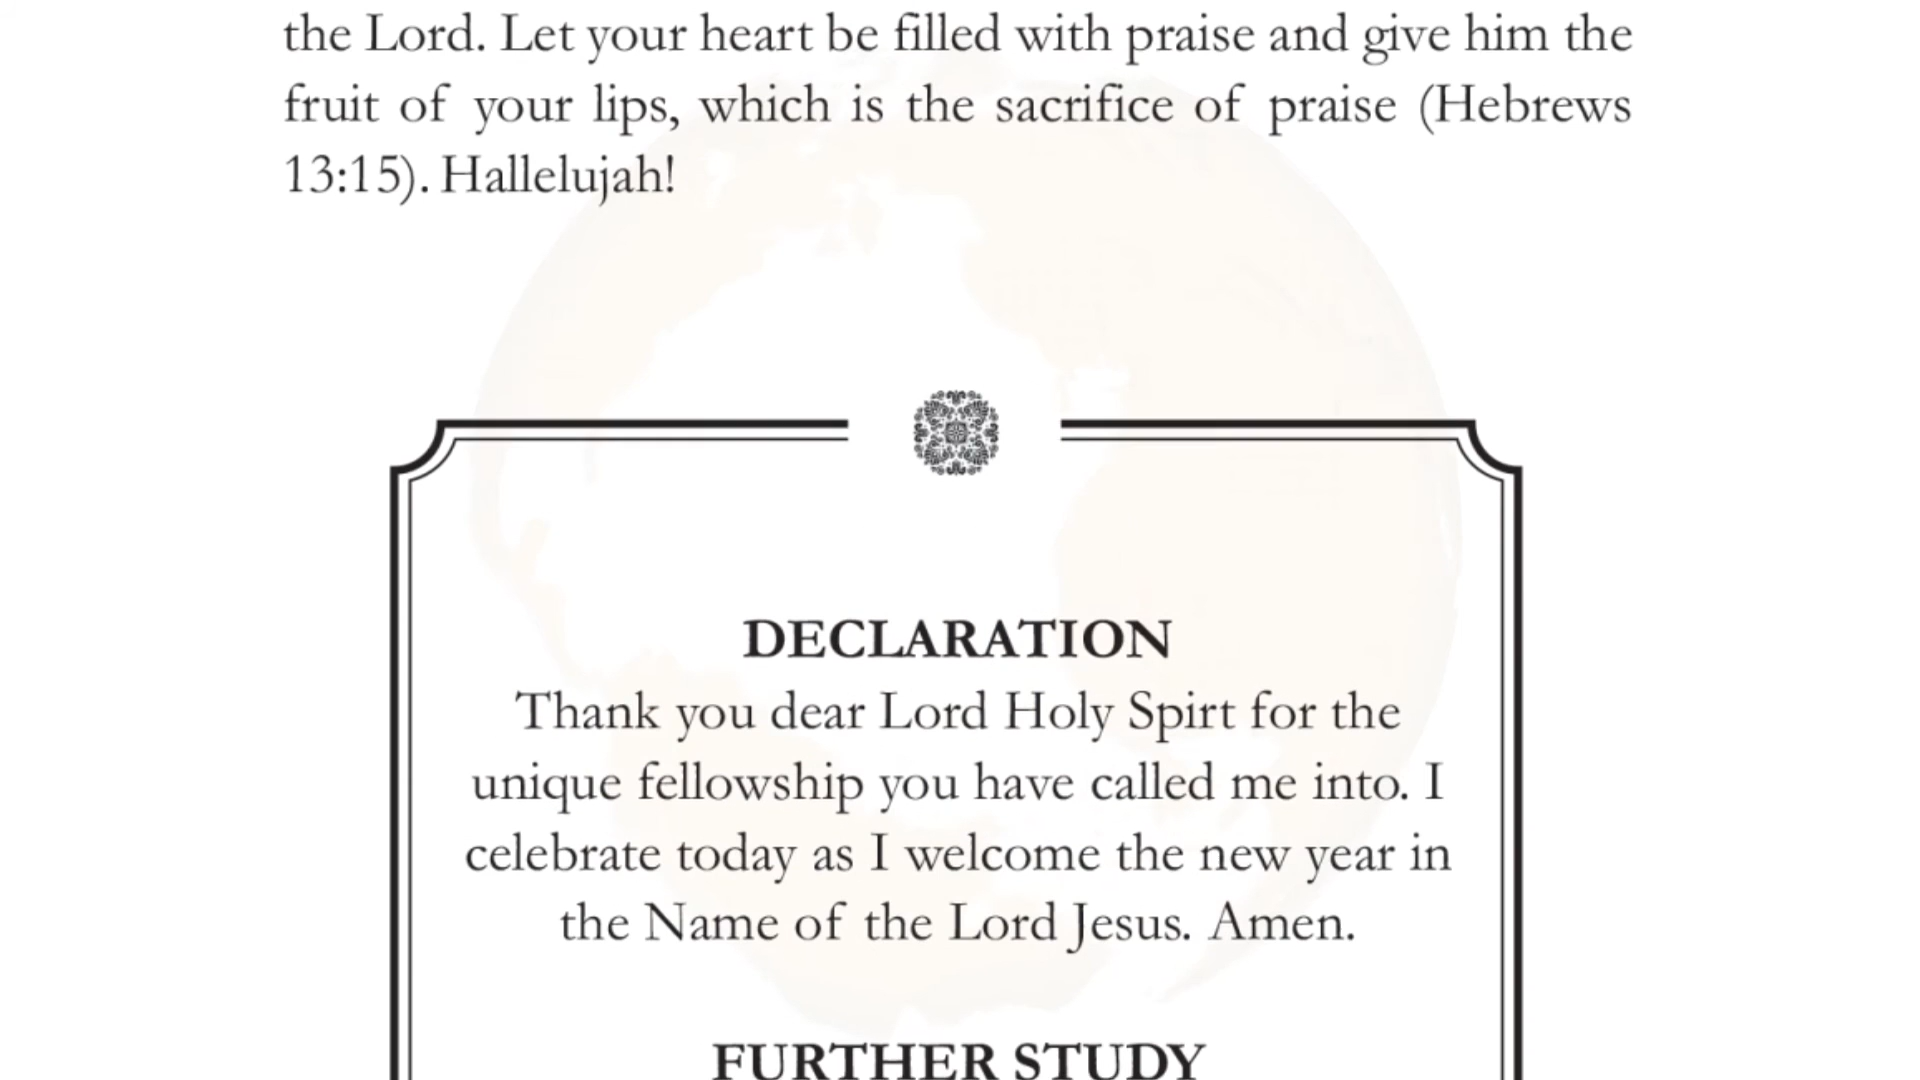 the Lord. Let your heart be filled with praise and give him the
fruit of your lips, which is the sacrifice of praise (Hebrews
13:15). Hallelujah!
DECLARATION
Thank you dear Lord Holy Spirt for the
unique fellowship you have called me into. I
celebrate today as I welcome the new year in
the Name of the Lord Jesus. Amen.
FURTHER STUDY